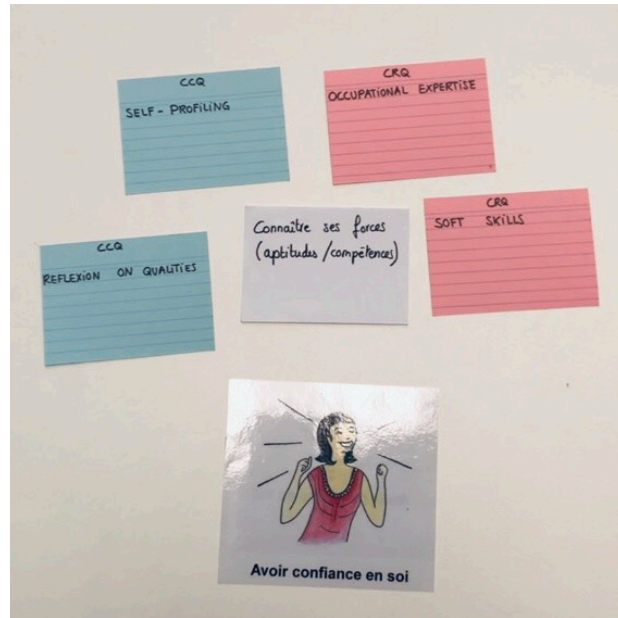 CCQ
SELF-PROFILING
CRQ
OCCUPATIONAL EXPERTISE
CCQ
REFLEXION ON QUALITIES
Connaître ses forces
(aptitudes/compétences)
CRQ
SOFT SKILLS
Avoir confiance en soi